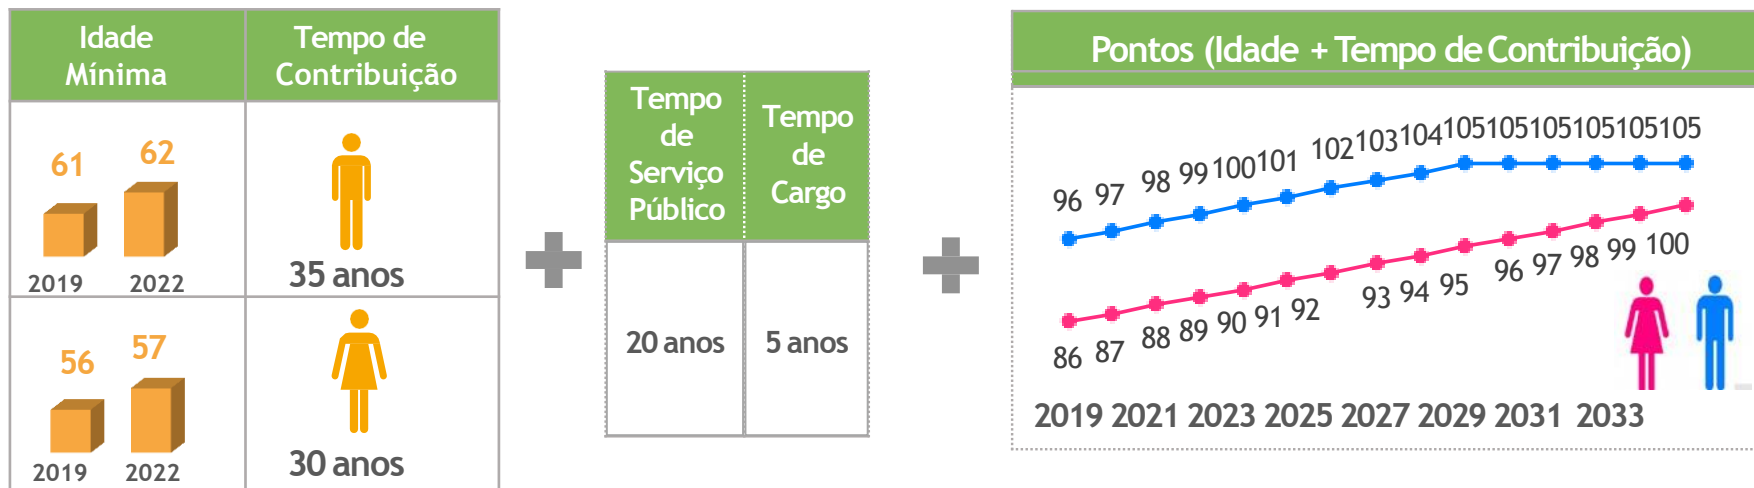 Idade
Mínima
Tempo de
Contribuição
61
62
2019
2022
35 anos
56
57
2019
2022
30 anos
Tempo
de
Serviço
Público
Tempo
de
Cargo
20 anos
5 anos
Pontos (Idade + Tempo de Contribuição)
96 97 98 99 100 101 102 103 104 105 105 105 105 105 105
86 87 88 89 90 91 92 93 94 95 96 97 98 99 100
2019 2021 2023 2025 2027 2029 2031 2033